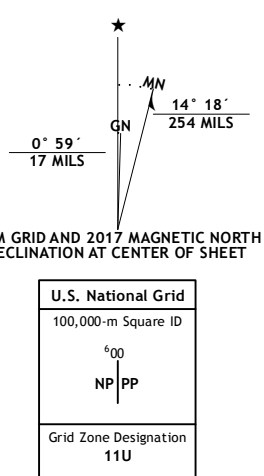 ★
MN
GN
0° 59´
17 MILS
14° 18´
254 MILS
M GRID AND 2017 MAGNETIC NORTH
ECLINATION AT CENTER OF SHEET
U.S. National Grid
100,000-m Square ID
⁶00
NP PP
Grid Zone Designation
11U